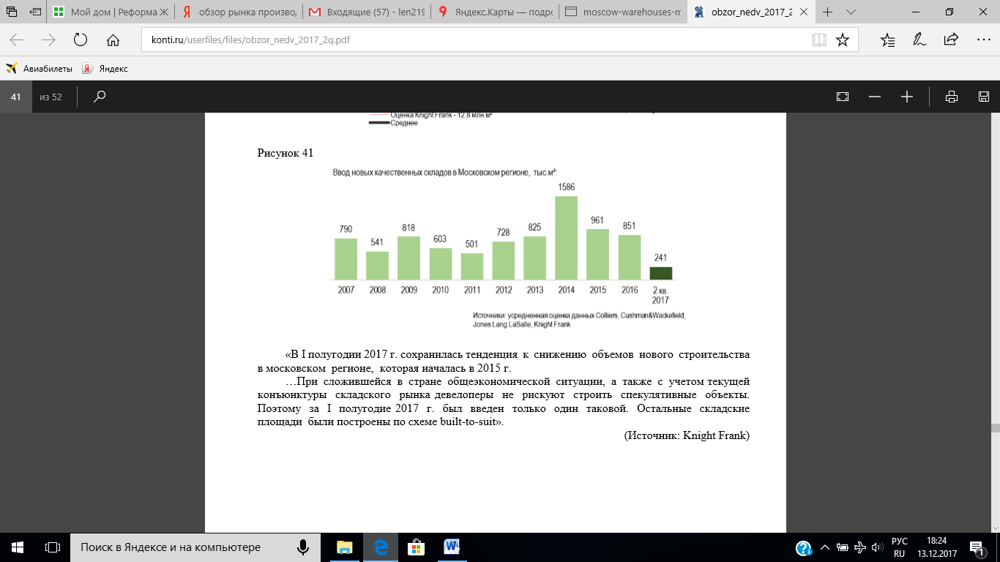 Мой дом | Реформа Ж
обзор рынка произво,
Входящие (57) - len219
Яндекс.Карты — подро
moscow-warehouses-m
obzor_nedv_2017_2
konti.ru/userfiles/files/obzor_nedv_2017_2q.pdf
Авиабилеты
Яндекс
41 из 52
Оценка Knight Frank - 12.8 млн.м²
Среднее
Рисунок 41
Ввод новых качественных складов в Московском регионе, тыс.м²:
790 541 818 603 501 728 825 1586 961 851 241
2007 2008 2009 2010 2011 2012 2013 2014 2015 2016 2 кв.
2017
Источники: усредненная оценка данных Colliers, Cushman&Wackefield,
Jones Lang LaSalle, Knight Frank
«В I полугодии 2017 г. сохранилась тенденция к снижению объемов нового строительства
в московском регионе, которая началась в 2015 г.
…При сложившейся в стране общеэкономической ситуации, а также с учетом текущей
конъюнктуры складского рынка девелоперы не рискуют строить спекулятивные объекты.
Поэтому за I полугодие 2017 г. был введен только один таковой. Остальные складские
площади были построены по схеме built-to-suit».
(Источник: Knight Frank)
Поиск в Яндексе и на компьютере
РУС
RU
18:24
13.12.2017
1